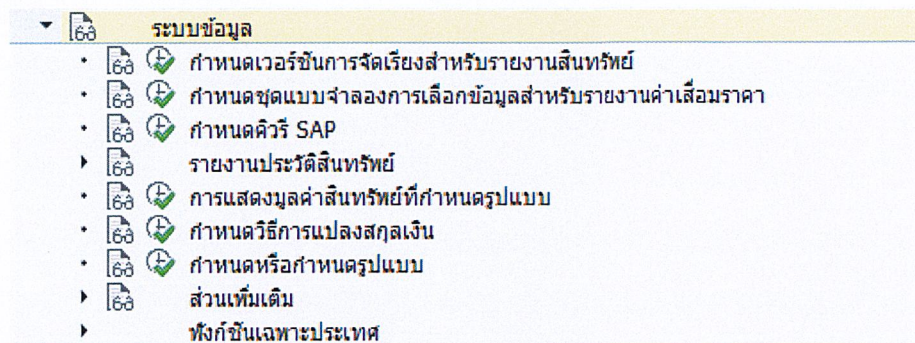 ระบบข้อมูล
กำหนดเวอร์ชันการจัดเรียงสำหรับรายงานสินทรัพย์
กำหนดชุดแบบจำลองการเลือกข้อมูลสำหรับรายงานค่าเสื่อมราคา
กำหนดคิวรี SAP
รายงานประวัติสินทรัพย์
การแสดงมูลค่าสินทรัพย์ที่กำหนดรูปแบบ
กำหนดวิธีการแปลงสกุลเงิน
กำหนดหรือกำหนดรูปแบบ
ส่วนเพิ่มเติม
ฟังก์ชันเฉพาะประเทศ